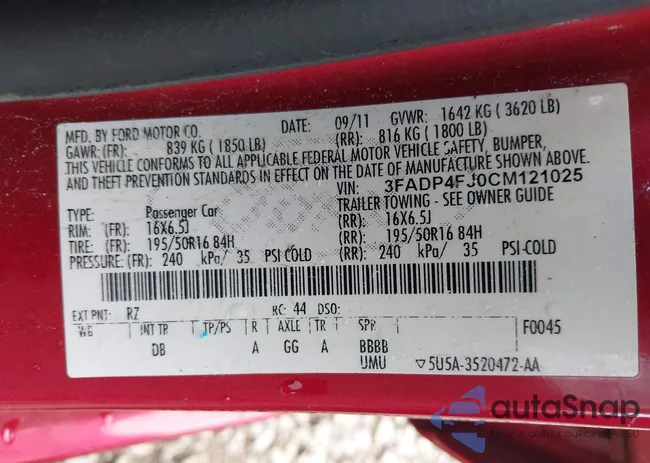 MFD. BY FORD MOTOR CO. DATE: 09/11 GVWR: 1642 KG ( 3620 LB)
GAWR: (FR): 839 KG ( 1850 LB) (RR): 816 KG ( 1800 LB)
THIS VEHICLE CONFORMS TO ALL APPLICABLE FEDERAL MOTOR VEHICLE SAFETY, BUMPER,
AND THEFT PREVENTION STANDARDS IN EFFECT ON THE DATE OF MANUFACTURE SHOWN ABOVE.
VIN: 3FADP4FJ0CM121025
TYPE: Passenger Car TRAILER TOWING - SEE OWNER GUIDE
RIM: (FR): 16X6.5J (RR): 16X6.5J
TIRE: (FR): 195/50R16 84H (RR): 195/50R16 84H
PRESSURE: (FR): 240 kPa/ 35 PSI-COLD (RR): 240 kPa/ 35 PSI-COLD
EXT PNT: RZ RC: 44 DSO:
WB INT TR TP/PS R AXLE TR SPR F0045
DB A GG A BBBB
UMU ▽5U5A-3520472-AA
autoSnap